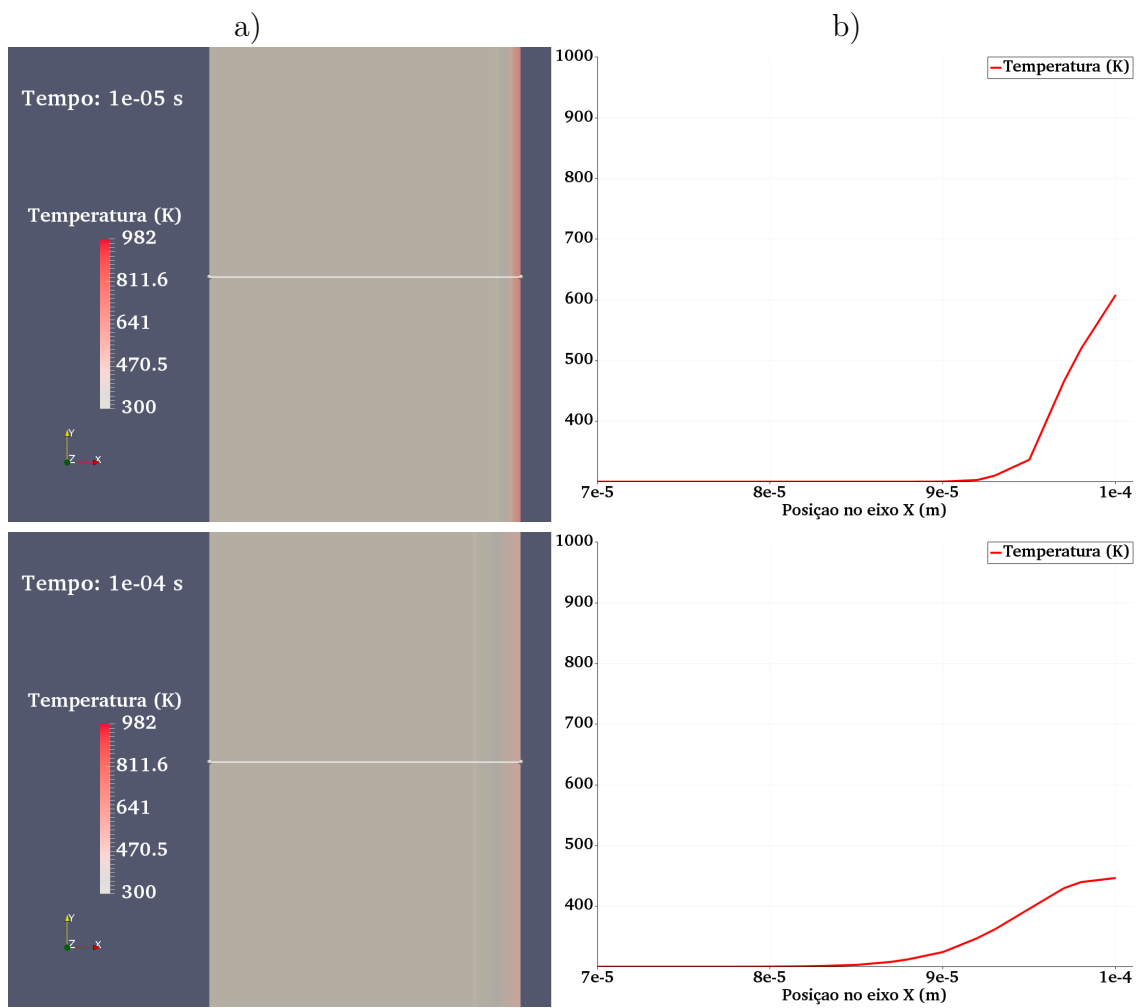 a)
b)
Tempo: 1e-05 s
Temperatura (K)
982
811.6
641
470.5
300
Y
Z
X
Temperatura (K)
1000
900
800
700
600
500
400
7e-5
8e-5
9e-5
1e-4
Posiçao no eixo X (m)
Tempo: 1e-04 s
Temperatura (K)
982
811.6
641
470.5
300
Y
Z
X
Temperatura (K)
1000
900
800
700
600
500
400
7e-5
8e-5
9e-5
1e-4
Posiçao no eixo X (m)